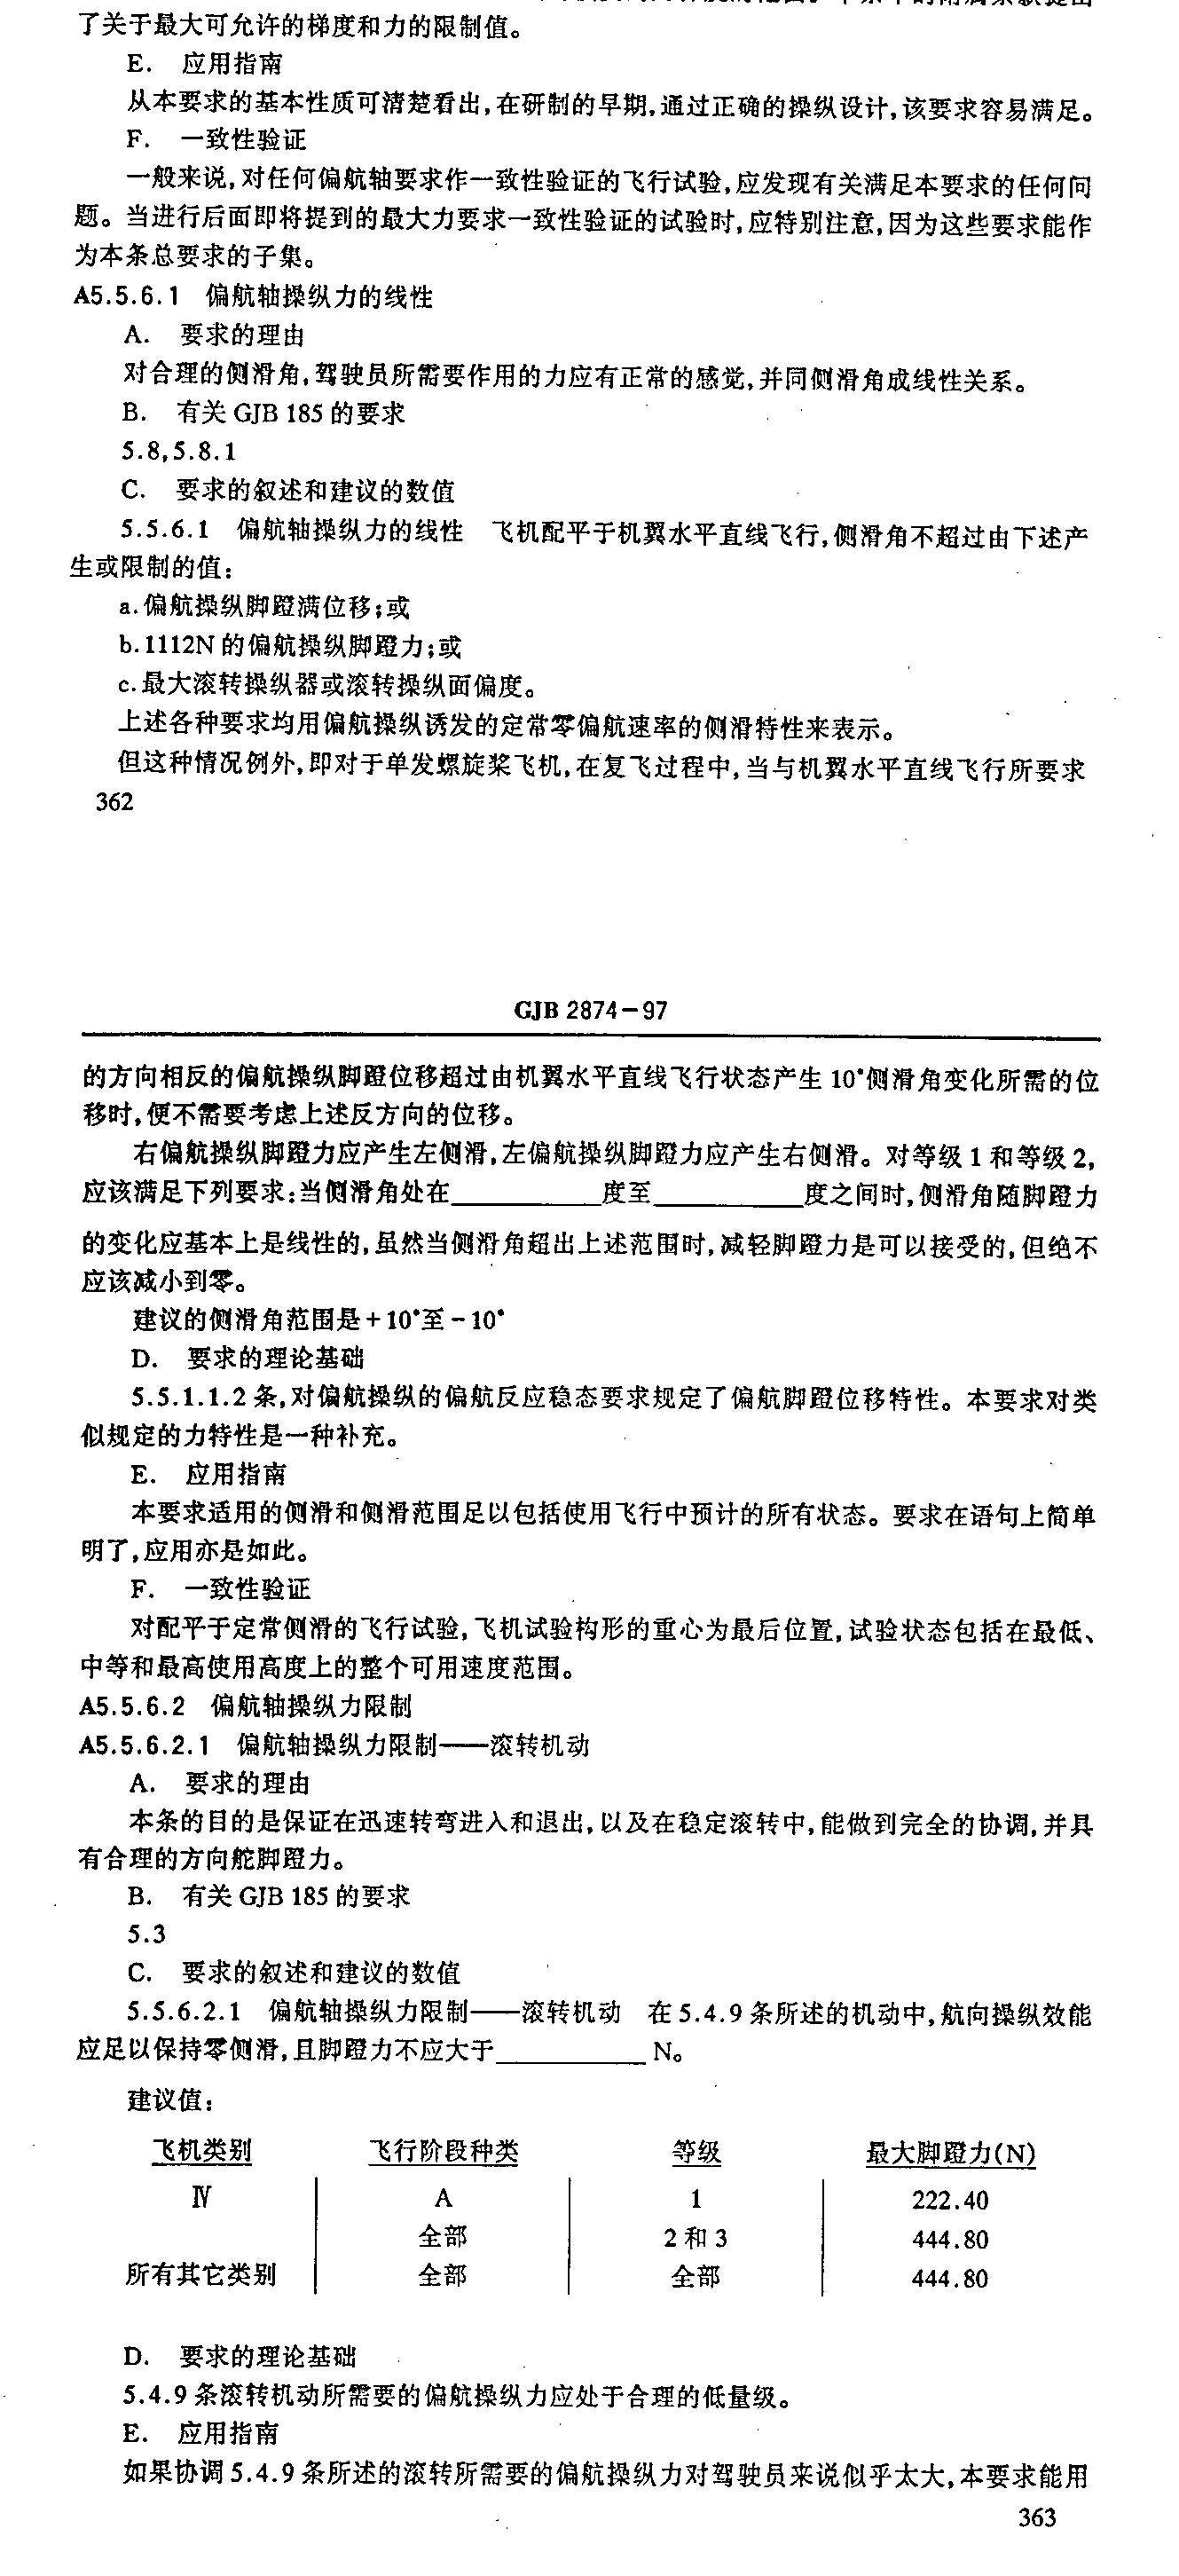 了关于最大可允许的梯度和力的限制值。
E. 应用指南
从本要求的基本性质可清楚看出,在研制的早期,通过正确的操纵设计,该要求容易满足。
F. 一致性验证
一般来说,对任何偏航轴要求作一致性验证的飞行试验,应发现有关满足本要求的任何问
题。当进行后面即将提到的最大力要求一致性验证的试验时,应特别注意,因为这些要求能作
为本条总要求的子集。
A5.5.6.1 偏航轴操纵力的线性
A. 要求的理由
对合理的侧滑角,驾驶员所需要作用的力应有正常的感觉,并同侧滑角成线性关系。
B. 有关 GJB 185 的要求
5.8,5.8.1
C. 要求的叙述和建议的数值
5.5.6.1 偏航轴操纵力的线性 飞机配平于机翼水平直线飞行,侧滑角不超过由下述产
生或限制的值:
a.偏航操纵脚蹬满位移;或
b.1112N 的偏航操纵脚蹬力;或
c.最大滚转操纵器或滚转操纵面偏度。
上述各种要求均用偏航操纵诱发的定常零偏航速率的侧滑特性来表示。
但这种情况例外,即对于单发螺旋桨飞机,在复飞过程中,当与机翼水平直线飞行所要求
362
GJB 2874-97
的方向相反的偏航操纵脚蹬位移超过由机翼水平直线飞行状态产生 10°侧滑角变化所需的位
移时,便不需要考虑上述反方向的位移。
右偏航操纵脚蹬力应产生左侧滑,左偏航操纵脚蹬力应产生右侧滑。对等级 1 和等级 2,
应该满足下列要求:当侧滑角处在__________度至__________度之间时,侧滑角随脚蹬力
的变化应基本上是线性的,虽然当侧滑角超出上述范围时,减轻脚蹬力是可以接受的,但绝不
应该减小到零。
建议的侧滑角范围是+10°至-10°
D. 要求的理论基础
5.5.1.1.2 条,对偏航操纵的偏航反应稳态要求规定了偏航脚蹬位移特性。本要求对类
似规定的力特性是一种补充。
E. 应用指南
本要求适用的侧滑和侧滑范围足以包括使用飞行中预计的所有状态。要求在语句上简单
明了,应用亦是如此。
F. 一致性验证
对配平于定常侧滑的飞行试验,飞机试验构形的重心为最后位置,试验状态包括在最低、
中等和最高使用高度上的整个可用速度范围。
A5.5.6.2 偏航轴操纵力限制
A5.5.6.2.1 偏航轴操纵力限制——滚转机动
A. 要求的理由
本条的目的是保证在迅速转弯进入和退出,以及在稳定滚转中,能做到完全的协调,并具
有合理的方向舵脚蹬力。
B. 有关 GJB 185 的要求
5.3
C. 要求的叙述和建议的数值
5.5.6.2.1 偏航轴操纵力限制——滚转机动 在 5.4.9 条所述的机动中,航向操纵效能
应足以保持零侧滑,且脚蹬力不应大于__________ N。
建议值:
飞机类别 飞行阶段种类 等级 最大脚蹬力(N)
Ⅳ A 1 222.40
全部 2 和 3 444.80
所有其它类别 全部 全部 444.80
D. 要求的理论基础
5.4.9 条滚转机动所需要的偏航操纵力应处于合理的低量级。
E. 应用指南
如果协调 5.4.9 条所述的滚转所需要的偏航操纵力对驾驶员来说似乎太大,本要求能用
363